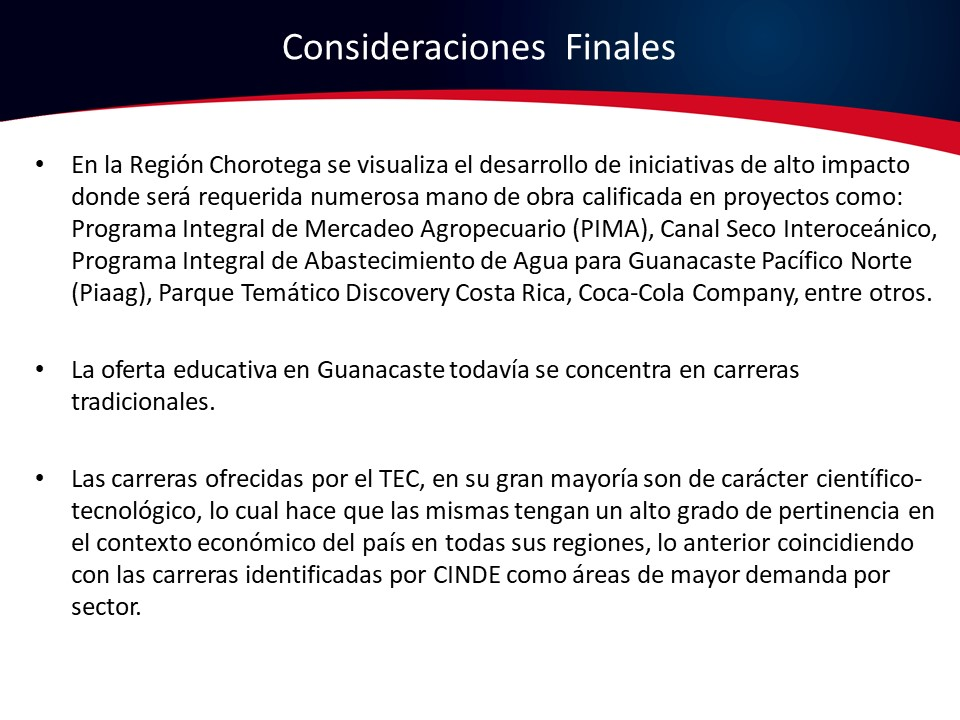 Consideraciones Finales
• En la Región Chorotega se visualiza el desarrollo de iniciativas de alto impacto
donde será requerida numerosa mano de obra calificada en proyectos como:
Programa Integral de Mercadeo Agropecuario (PIMA), Canal Seco Interoceánico,
Programa Integral de Abastecimiento de Agua para Guanacaste Pacífico Norte
(Piaag), Parque Temático Discovery Costa Rica, Coca-Cola Company, entre otros.
• La oferta educativa en Guanacaste todavía se concentra en carreras
tradicionales.
• Las carreras ofrecidas por el TEC, en su gran mayoría son de carácter científico-
tecnológico, lo cual hace que las mismas tengan un alto grado de pertinencia en
el contexto económico del país en todas sus regiones, lo anterior coincidiendo
con las carreras identificadas por CINDE como áreas de mayor demanda por
sector.